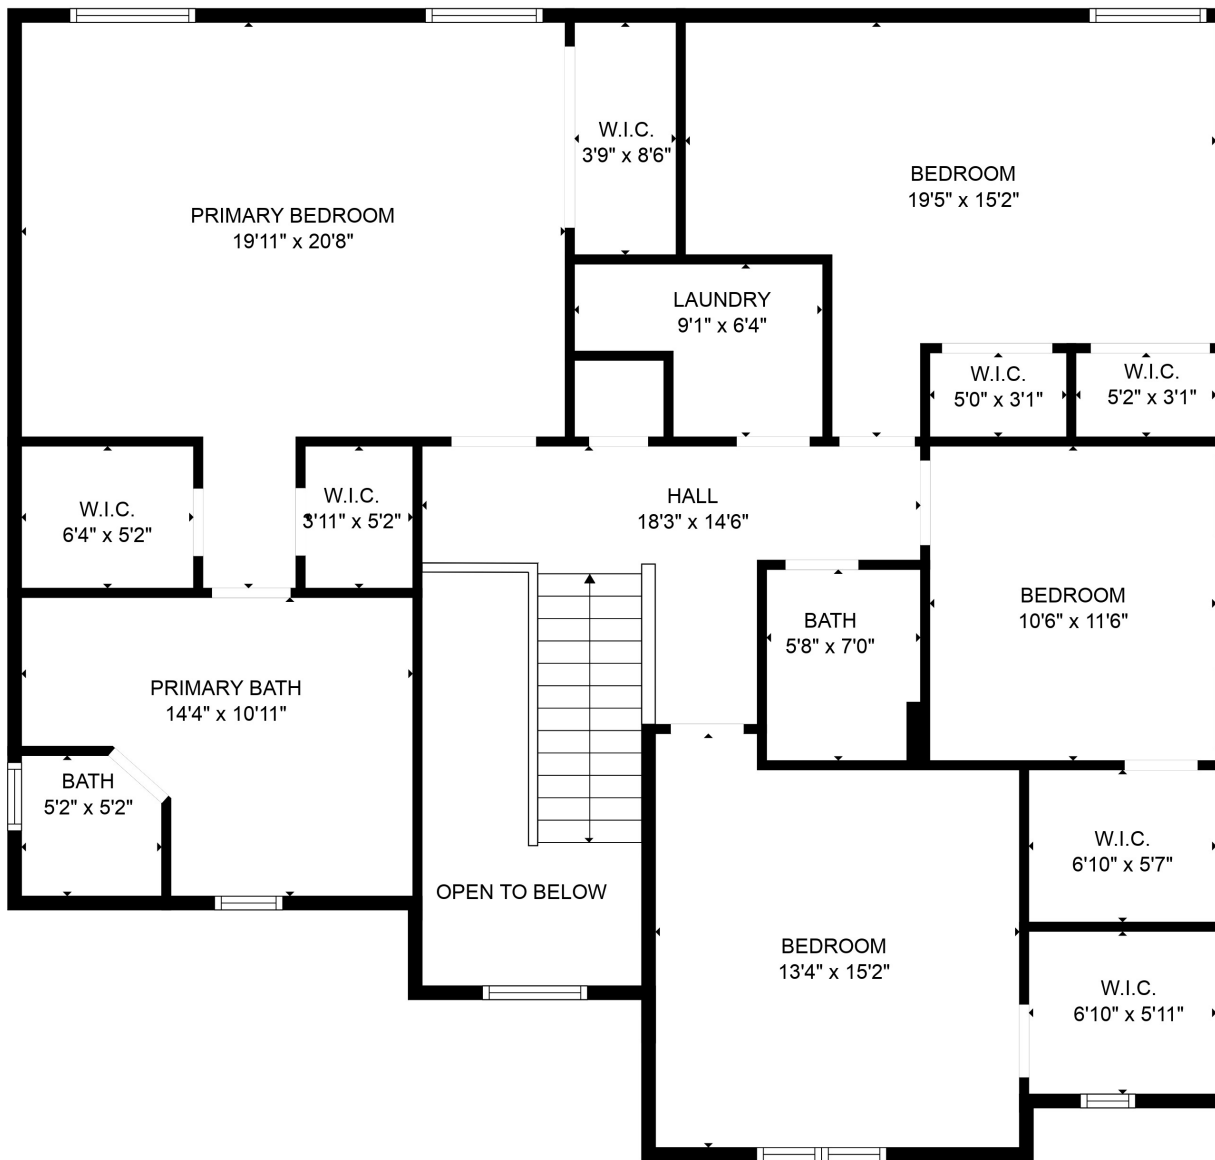 W.I.C.
3'9" x 8'6"
BEDROOM
19'5" x 15'2"
PRIMARY BEDROOM
19'11" x 20'8"
LAUNDRY
9'1" x 6'4"
W.I.C.
5'0" x 3'1"
W.I.C.
5'2" x 3'1"
W.I.C.
6'4" x 5'2"
W.I.C.
3'11" x 5'2"
HALL
18'3" x 14'6"
BATH
5'8" x 7'0"
BEDROOM
10'6" x 11'6"
PRIMARY BATH
14'4" x 10'11"
BATH
5'2" x 5'2"
W.I.C.
6'10" x 5'7"
OPEN TO BELOW
BEDROOM
13'4" x 15'2"
W.I.C.
6'10" x 5'11"